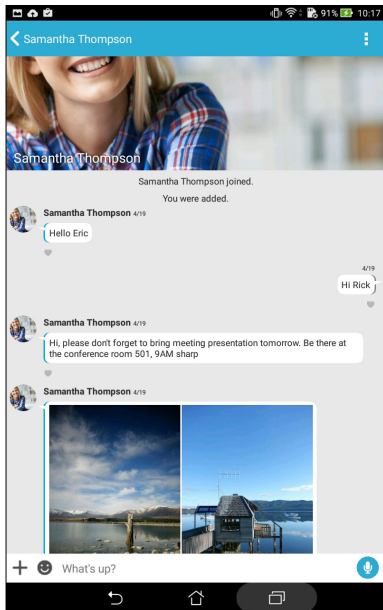 91% 10:17
Samantha Thompson
Samantha Thompson
Samantha Thompson joined.
You were added.
Samantha Thompson 4/19
Hello Eric
4/19
Hi Rick
Samantha Thompson 4/19
Hi, please don't forget to bring meeting presentation tomorrow. Be there at
the conference room 501, 9AM sharp
Samantha Thompson 4/19
What's up?